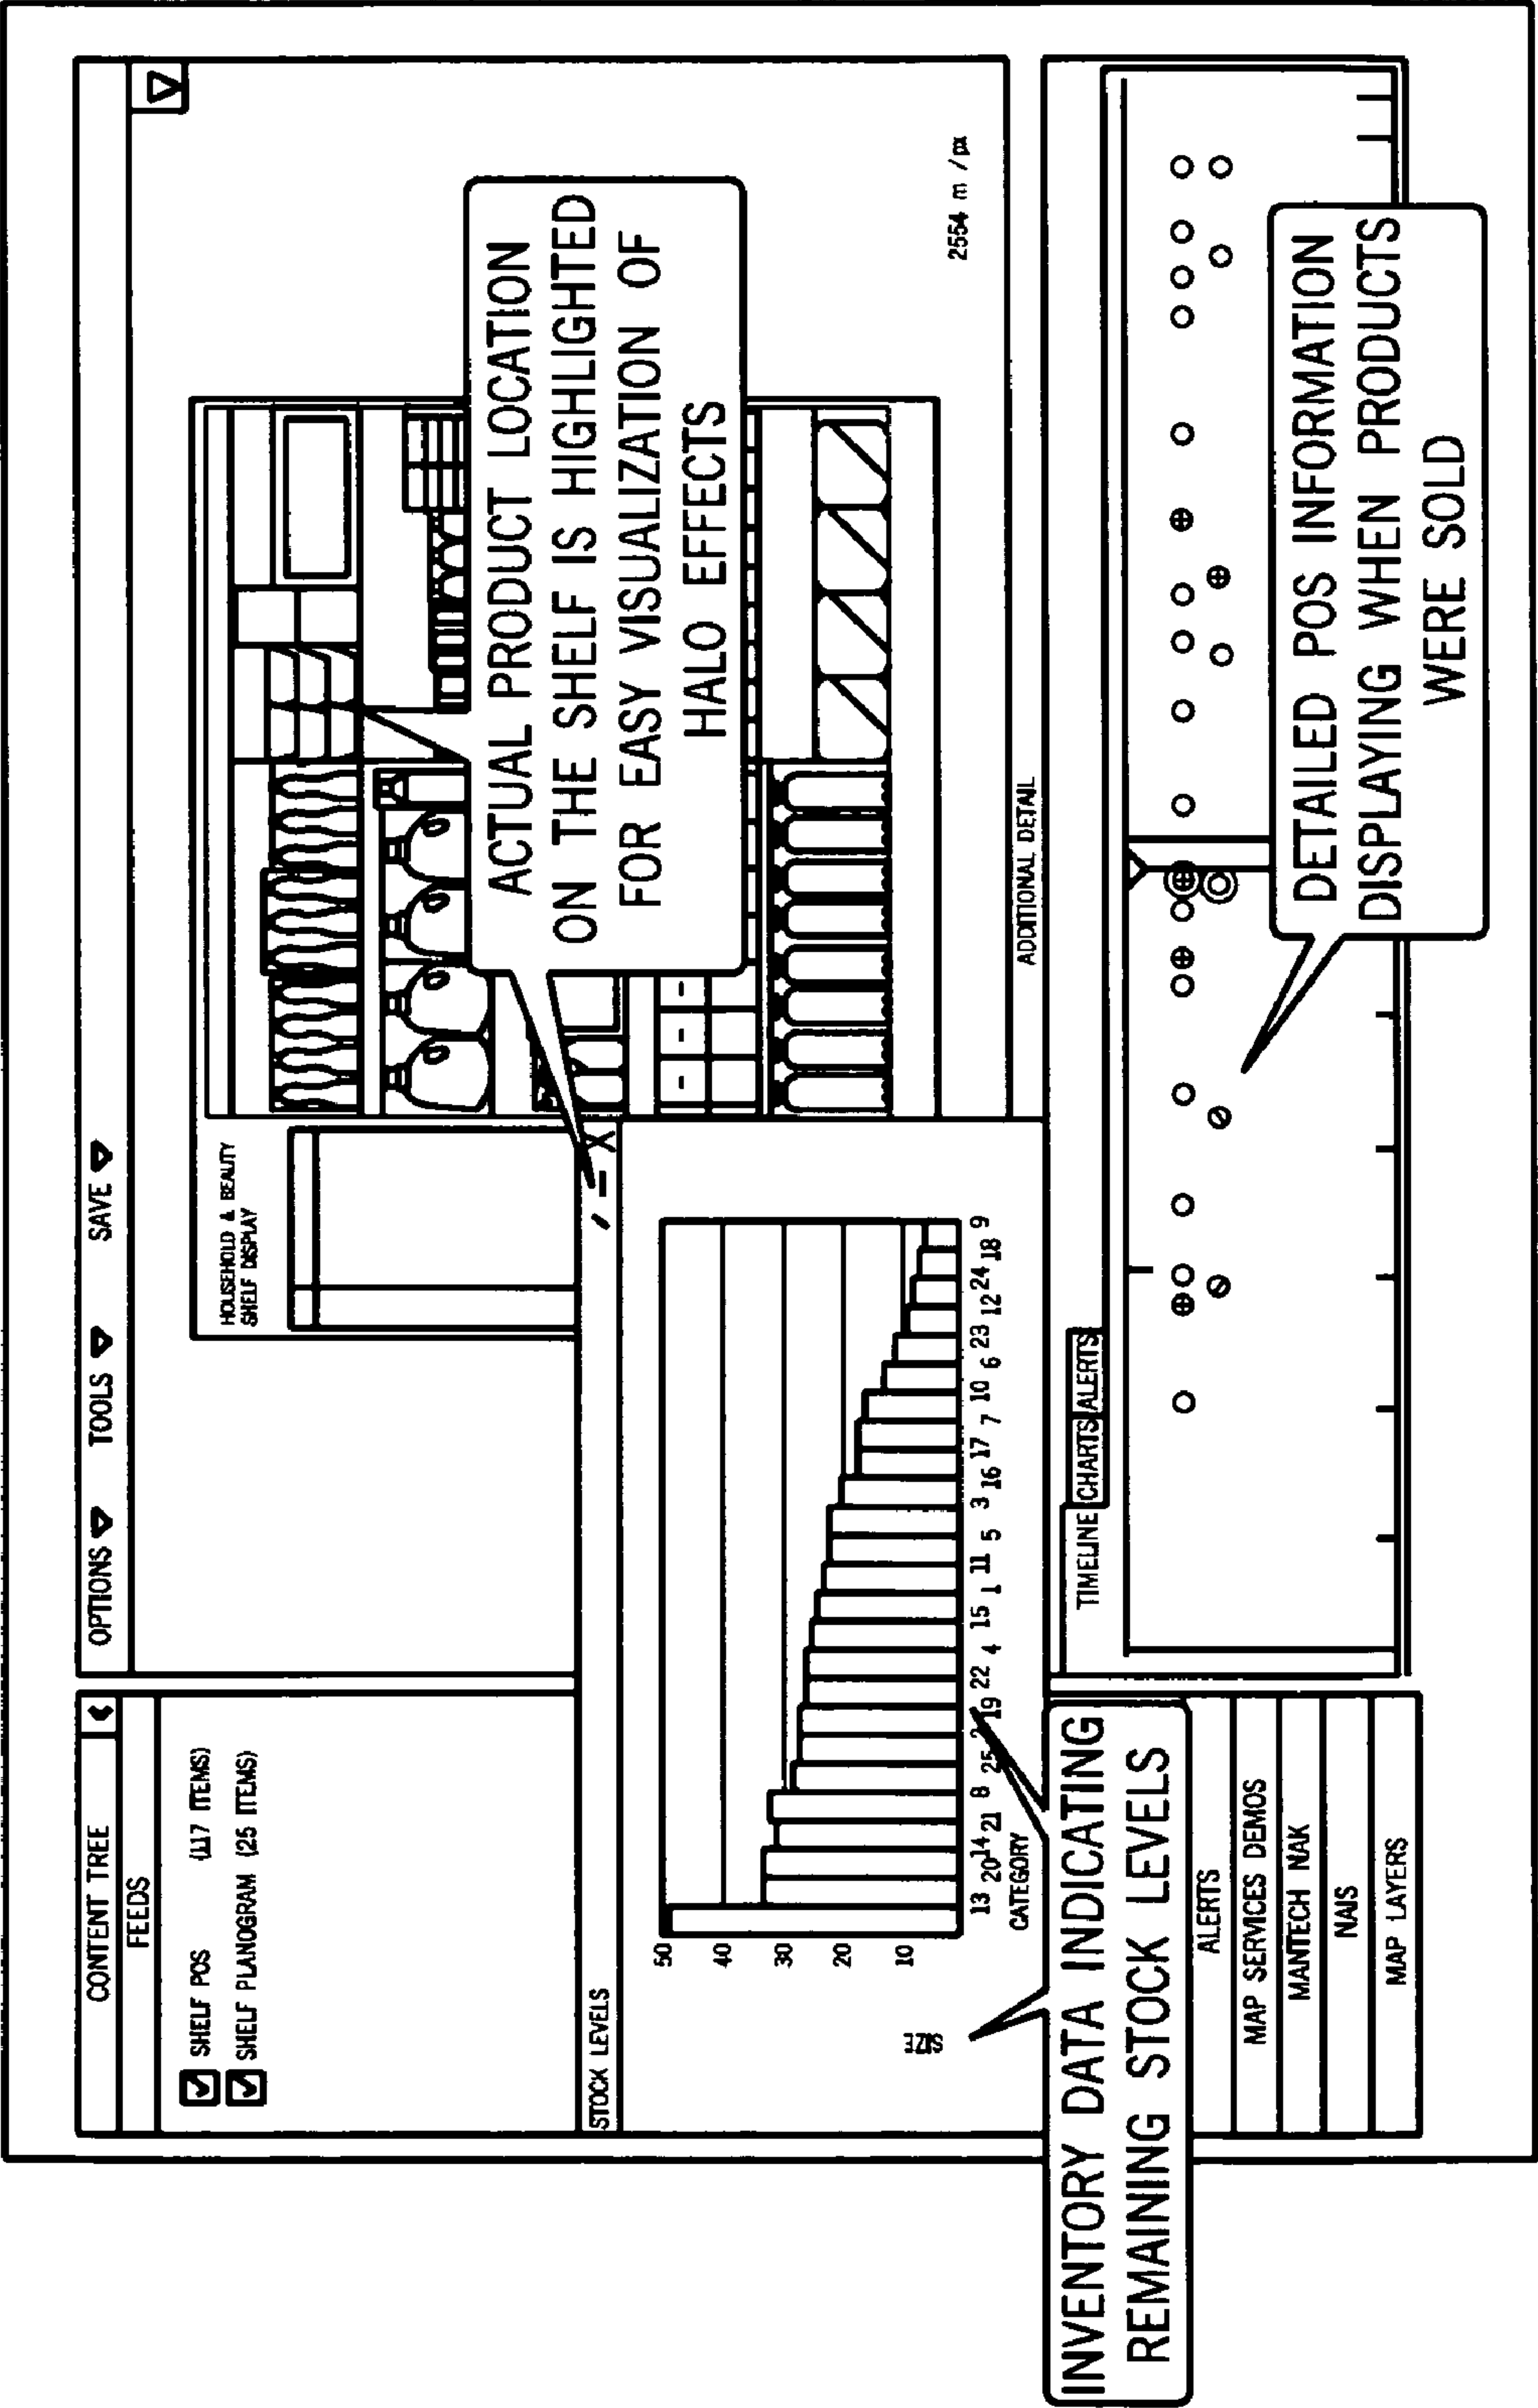 CONTENT TREE
FEEDS
SHELF POS (117 ITEMS)
SHELF PLANOGRAM (25 ITEMS)
OPTIONS
TOOLS
SAVE
HOUSEHOLD & BEAUTY
SHELF DISPLAY
ACTUAL PRODUCT LOCATION
ON THE SHELF IS HIGHLIGHTED
FOR EASY VISUALIZATION OF
HALO EFFECTS
2554 m / px
STOCK LEVELS
X
50
40
30
20
10
13 20 14 21 8 25 19 22 4 15 1 11 5 3 16 17 7 10 6 23 12 24 18 9
CATEGORY
ADDITIONAL DETAIL
INVENTORY DATA INDICATING
REMAINING STOCK LEVELS
ALERTS
MAP SERVICES DEMOS
MANTECH NAK
NAIS
MAP LAYERS
TIMELINE CHARTS ALERTS
DETAILED POS INFORMATION
DISPLAYING WHEN PRODUCTS
WERE SOLD